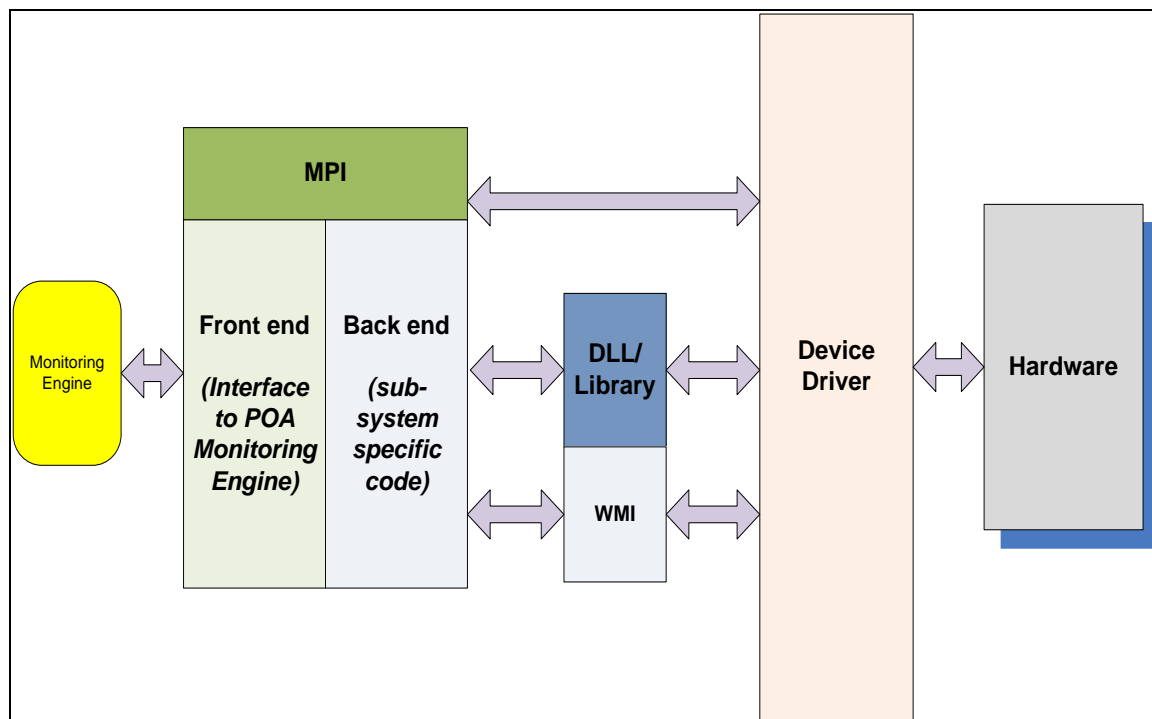 MPI
Monitoring
Engine
Front end
(Interface
to POA
Monitoring
Engine)
Back end
(sub-
system
specific
code)
DLL/
Library
WMI
Device
Driver
Hardware